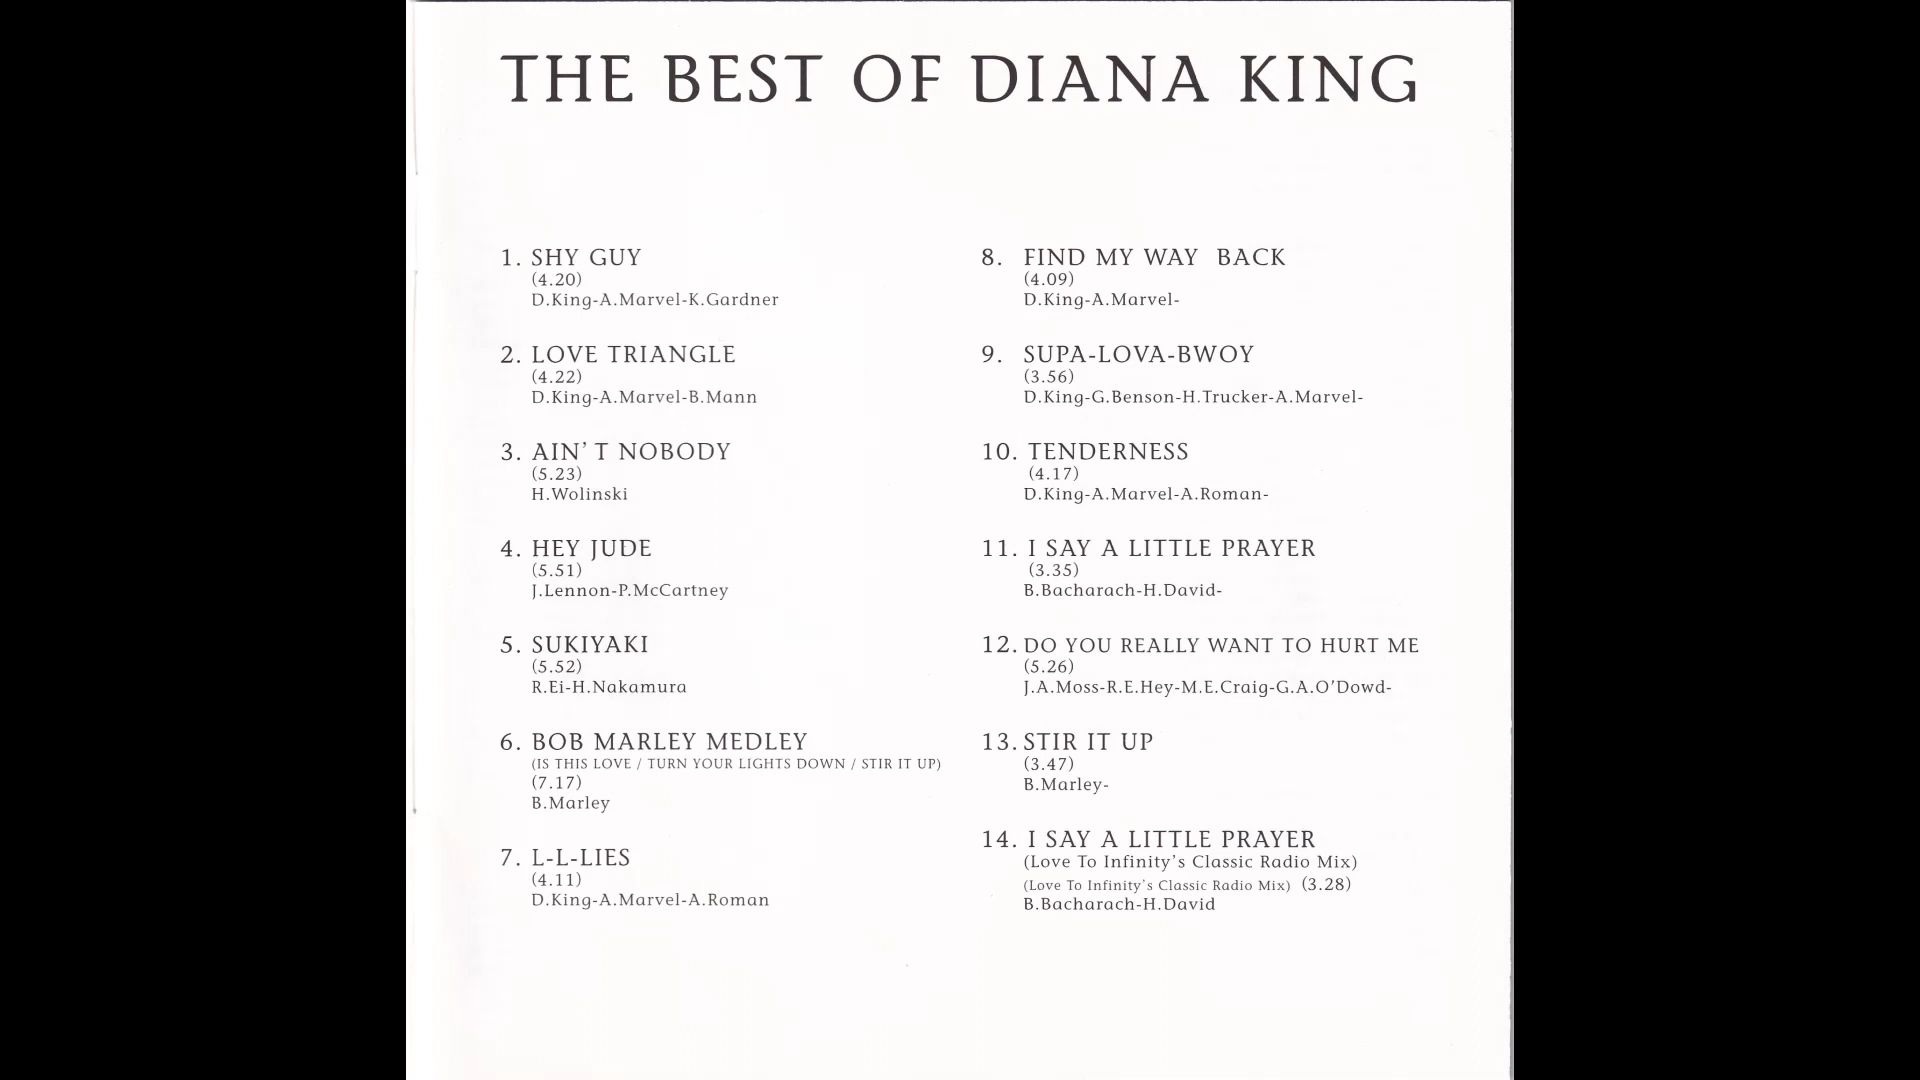 THE BEST OF DIANA KING
1. SHY GUY
(4.20)
D.King-A.Marvel-K.Gardner
2. LOVE TRIANGLE
(4.22)
D.King-A.Marvel-B.Mann
3. AIN'T NOBODY
(5.23)
H.Wolinski
4. HEY JUDE
(5.51)
J.Lennon-P.McCartney
5. SUKIYAKI
(5.52)
R.Ei-H.Nakamura
6. BOB MARLEY MEDLEY
(IS THIS LOVE / TURN YOUR LIGHTS DOWN / STIR IT UP)
(7.17)
B.Marley
7. L-L-LIES
(4.11)
D.King-A.Marvel-A.Roman
8. FIND MY WAY BACK
(4.09)
D.King-A.Marvel-
9. SUPA-LOVA-BWOY
(3.56)
D.King-G.Benson-H.Trucker-A.Marvel-
10. TENDERNESS
(4.17)
D.King-A.Marvel-A.Roman-
11. I SAY A LITTLE PRAYER
(3.35)
B.Bacharach-H.David-
12. DO YOU REALLY WANT TO HURT ME
(5.26)
J.A.Moss-R.E.Hey-M.E.Craig-G.A.O'Dowd-
13. STIR IT UP
(3.47)
B.Marley-
14. I SAY A LITTLE PRAYER
(Love To Infinity's Classic Radio Mix)
(Love To Infinity's Classic Radio Mix) (3.28)
B.Bacharach-H.David